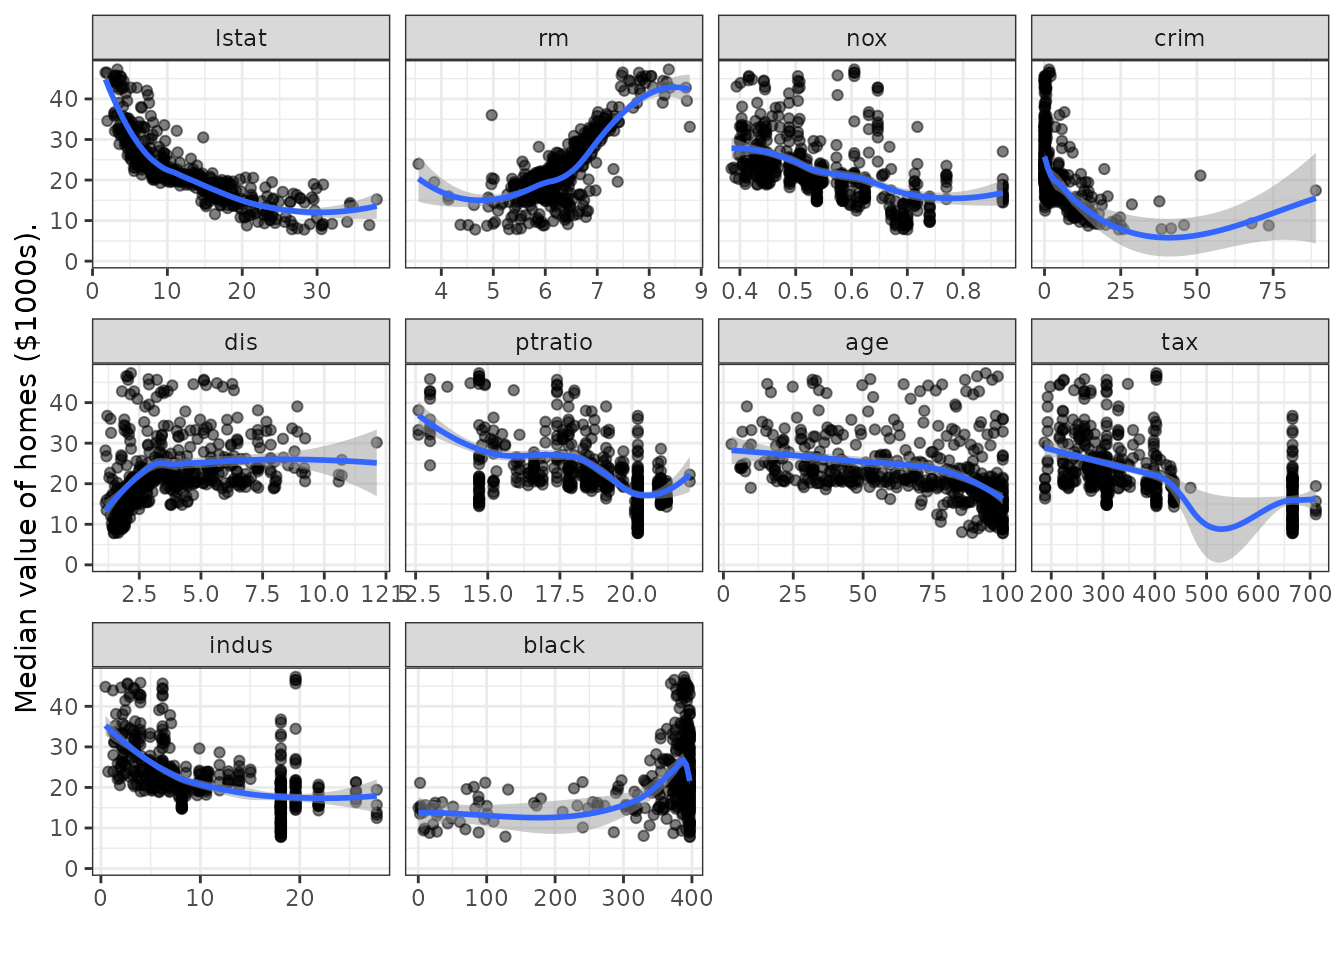 Median value of homes ($1000s).
lstat rm nox crim
40
30
20
10
0
0 10 20 30 4 5 6 7 8 9 0.4 0.5 0.6 0.7 0.8 0 25 50 75
dis ptratio age tax
40
30
20
10
0
2.5 5.0 7.5 10.0 12.5 12.5 15.0 17.5 20.0 0 25 50 75 100 200 300 400 500 600 700
indus black
40
30
20
10
0
0 10 20 0 100 200 300 400